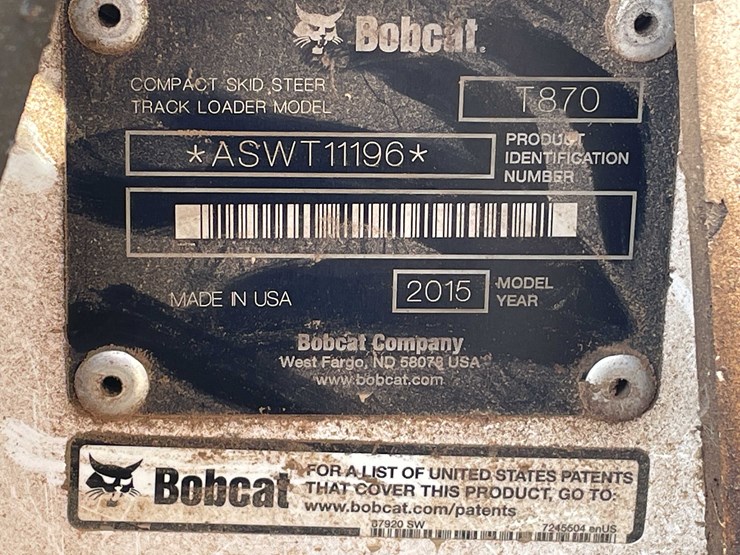 Bobcat.
COMPACT SKID STEER
TRACK LOADER MODEL
T870
*ASWT11196*
PRODUCT
IDENTIFICATION
NUMBER
MADE IN USA
2015
MODEL
YEAR
Bobcat Company
West Fargo, ND 58078 USA
www.bobcat.com
Bobcat
FOR A LIST OF UNITED STATES PATENTS
THAT COVER THIS PRODUCT, GO TO:
www.bobcat.com/patents
37920 SW
7245504 enUS